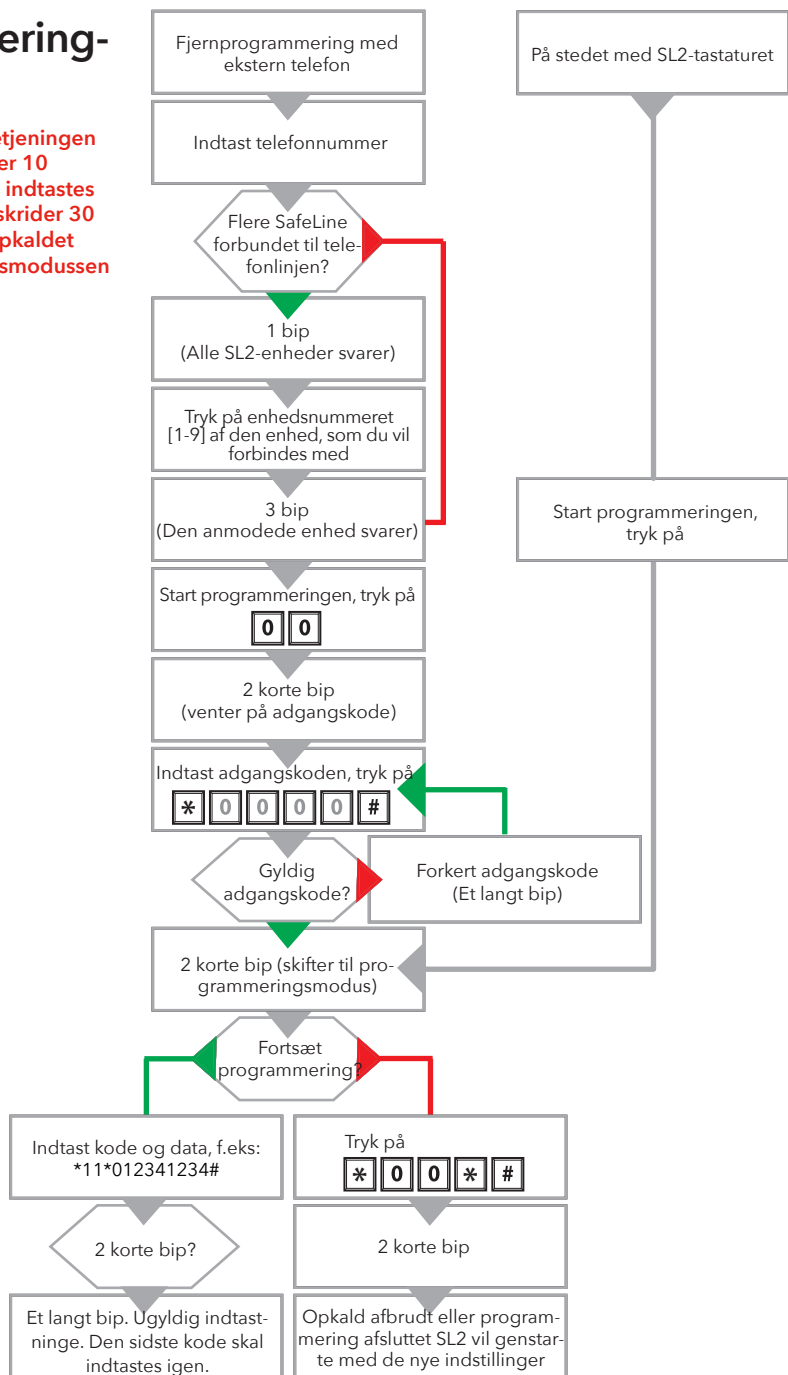 ering-
etjeningen
er 10
indtastes
skrider 30
pkaldet
smodussen
Fjernprogrammering med
ekstern telefon
På stedet med SL2-tastaturet
Indtast telefonnummer
Flere SafeLine
forbundet til tele-
fonlinjen?
1 bip
(Alle SL2-enheder svarer)
Tryk på enhedsnummeret
[1-9] af den enhed, som du vil
forbindes med
3 bip
(Den anmodede enhed svarer)
Start programmeringen,
tryk på
Start programmeringen, tryk på
0 0
2 korte bip
(venter på adgangskode)
Indtast adgangskoden, tryk på
* 0 0 0 0 #
Gyldig
adgangskode?
Forkert adgangskode
(Et langt bip)
2 korte bip (skifter til pro-
grammeringsmodus)
Fortsæt
programmering?
Indtast kode og data, f.eks:
*11*012341234#
Tryk på
* 0 0 * #
2 korte bip?
2 korte bip
Et langt bip. Ugyldig indtast-
ninge. Den sidste kode skal
indtastes igen.
Opkald afbrudt eller program-
mering afsluttet SL2 vil genstar-
te med de nye indstillinger